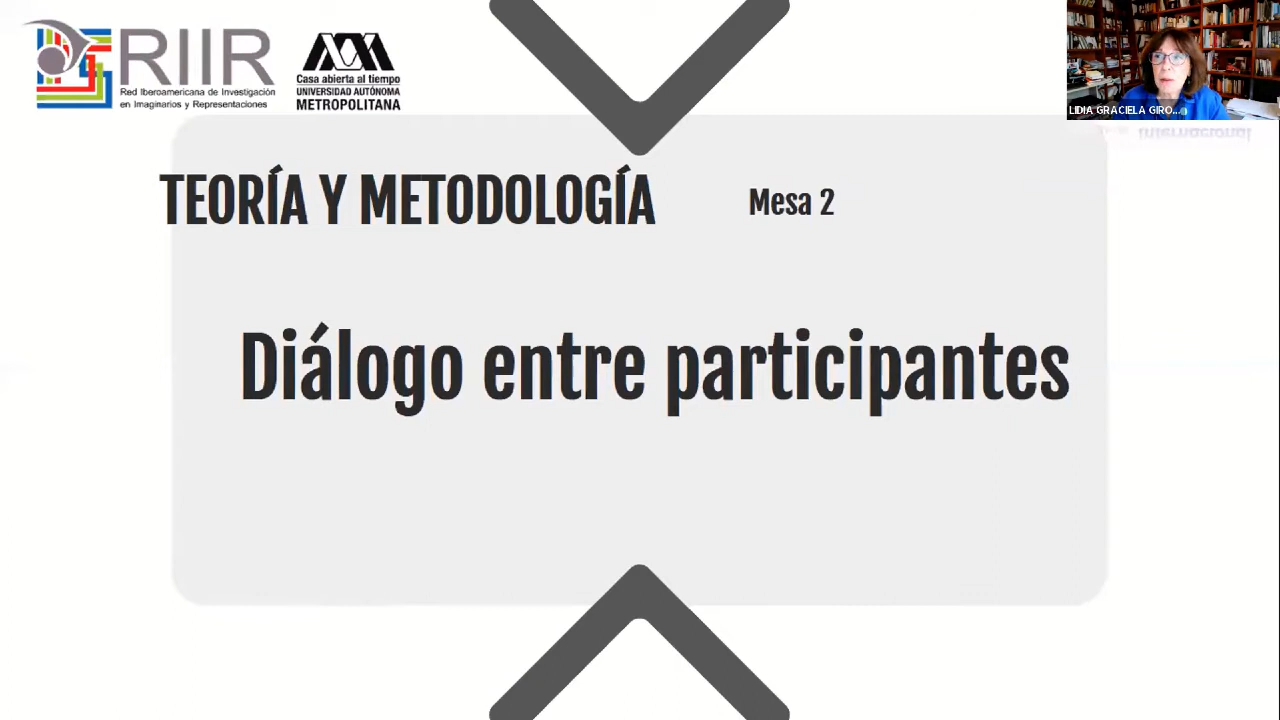 RIIR
Red Iberoamericana de Investigación
en Imaginarios y Representaciones
Casa abierta al tiempo
UNIVERSIDAD AUTÓNOMA
METROPOLITANA
LIDIA GRACIELA GIRO...
internacional
TEORÍA Y METODOLOGÍA
Mesa 2
Diálogo entre participantes